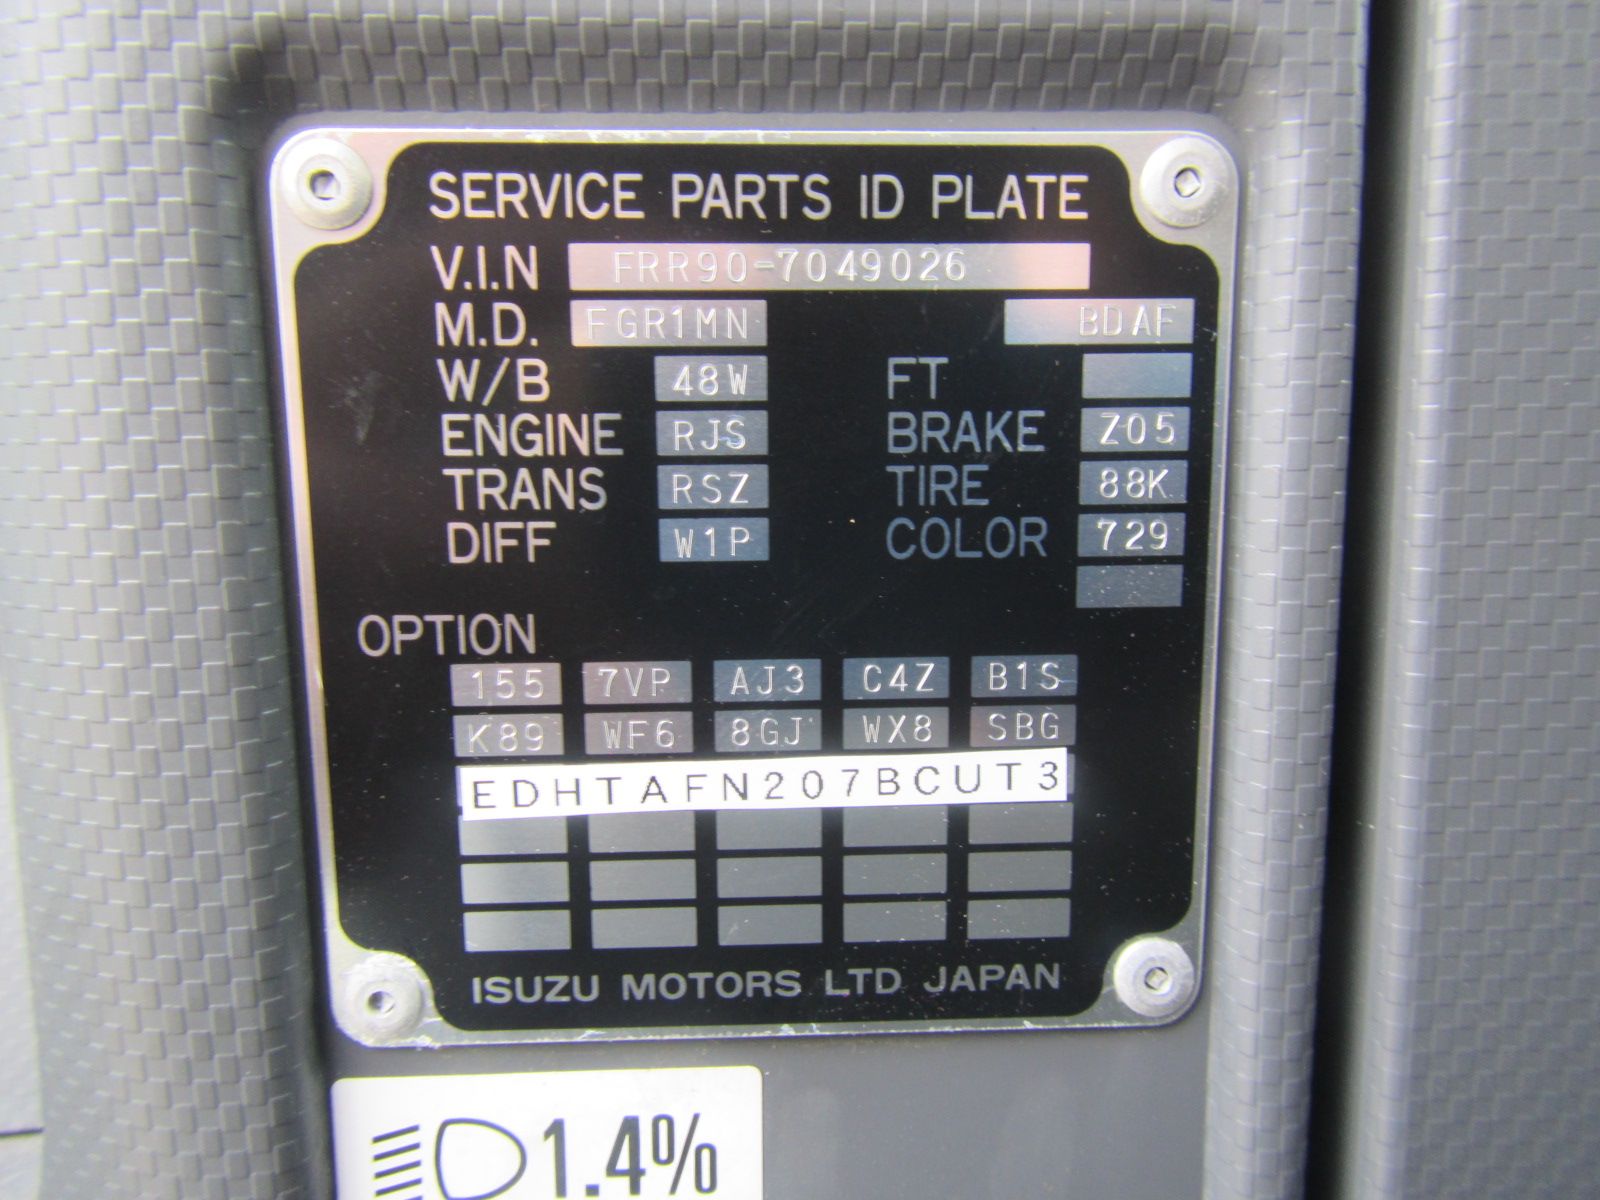 SERVICE PARTS ID PLATE
V.I.N FRR90-7049026
M.D. FGR1MN BDAF
W/B 48W FT
ENGINE RJS BRAKE Z05
TRANS RSZ TIRE 88K
DIFF W1P COLOR 729
OPTION
155 7VP AJ3 C4Z B1S
K89 WF6 8GJ WX8 SBG
EDHTAFN207BCUT3
ISUZU MOTORS LTD JAPAN
1.4%